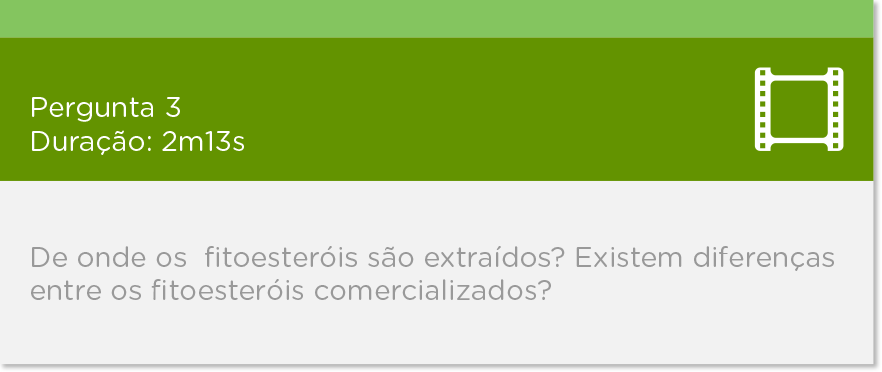 Pergunta 3
Duração: 2m13s
De onde os fitoesteróis são extraídos? Existem diferenças
entre os fitoesteróis comercializados?